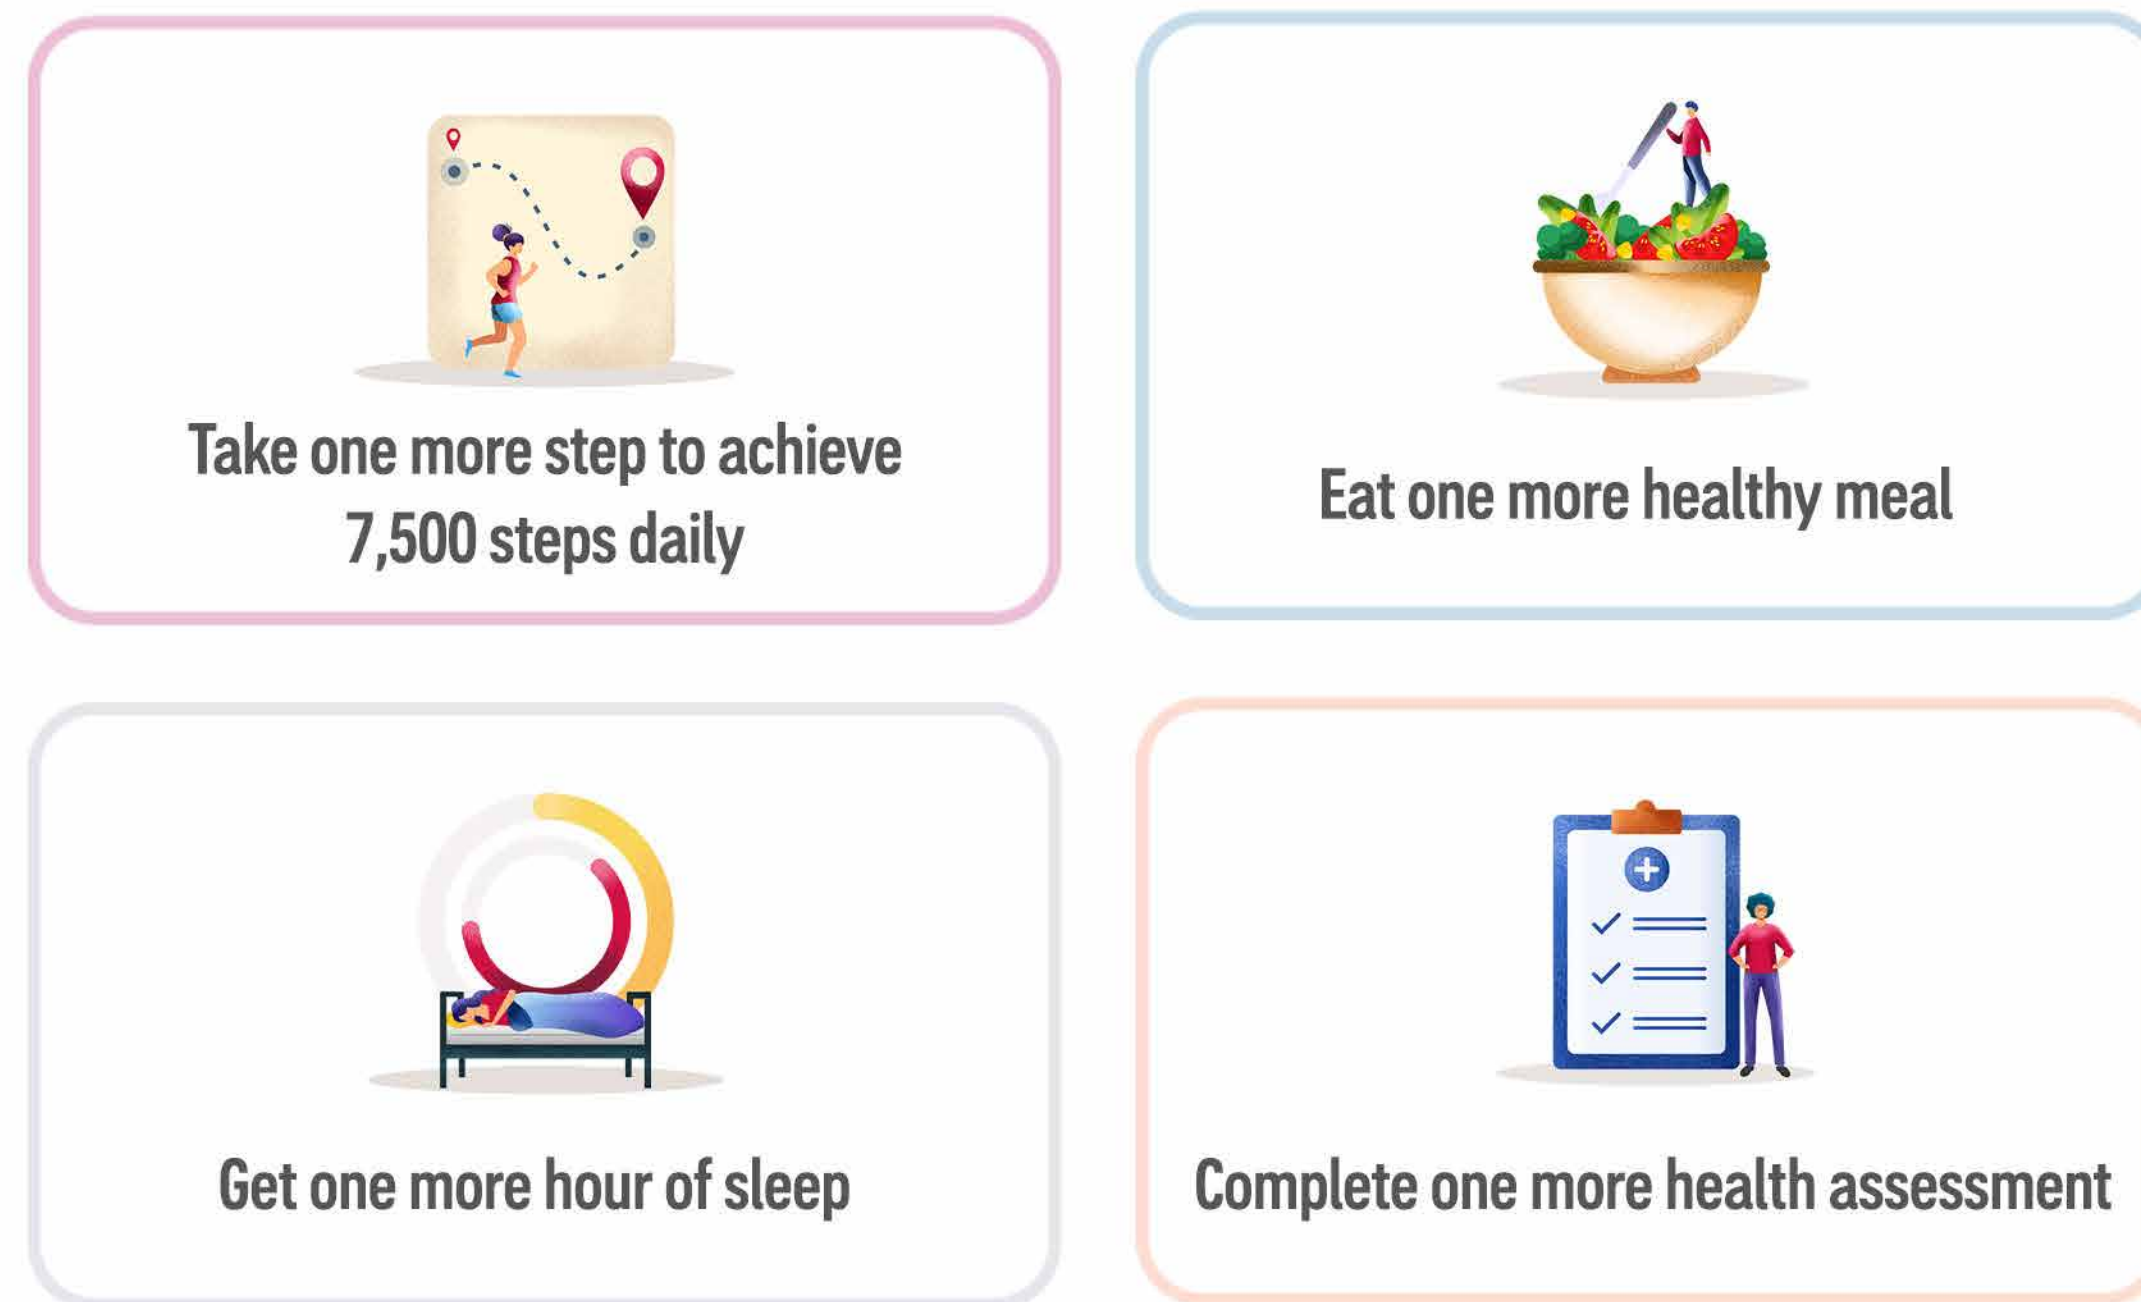 Take one more step to achieve
7,500 steps daily
Eat one more healthy meal
Get one more hour of sleep
Complete one more health assessment